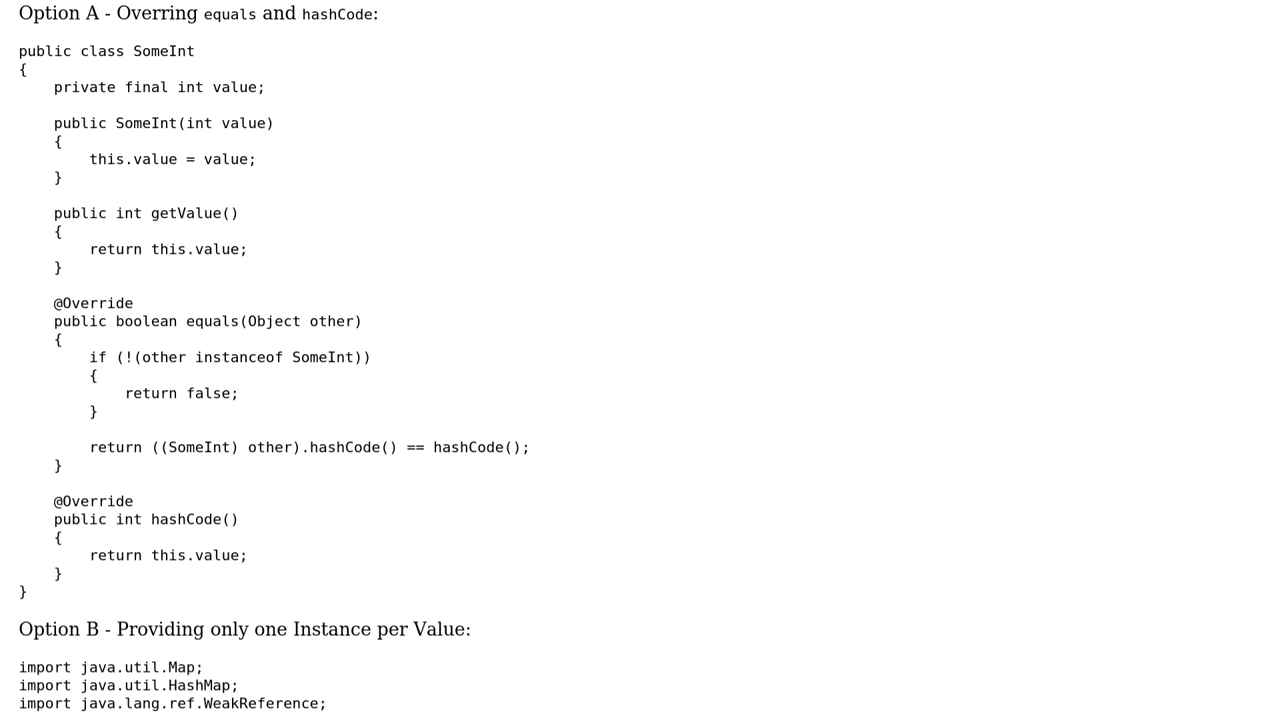 Option A - Overring equals and hashCode:
public class SomeInt
{
    private final int value;
    public SomeInt(int value)
    {
        this.value = value;
    }
    public int getValue()
    {
        return this.value;
    }
    @Override
    public boolean equals(Object other)
    {
        if (!(other instanceof SomeInt))
        {
            return false;
        }
        return ((SomeInt) other).hashCode() == hashCode();
    }
    @Override
    public int hashCode()
    {
        return this.value;
    }
}
Option B - Providing only one Instance per Value:
import java.util.Map;
import java.util.HashMap;
import java.lang.ref.WeakReference;